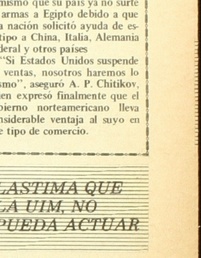 mismo que su país ya no surte
armas a Egipto debido a que
a nación solicitó ayuda de es-
tipo a China, Italia, Alemania
deral y otros países
"Si Estados Unidos suspende
ventas, nosotros haremos lo
smo", aseguró A. P. Chitikov,
ien expresó finalmente que el
bierno norteamericano lleva
nsiderable ventaja al suyo en
e tipo de comercio.
LASTIMA QUE
LA UIM, NO
PUEDA ACTUAR